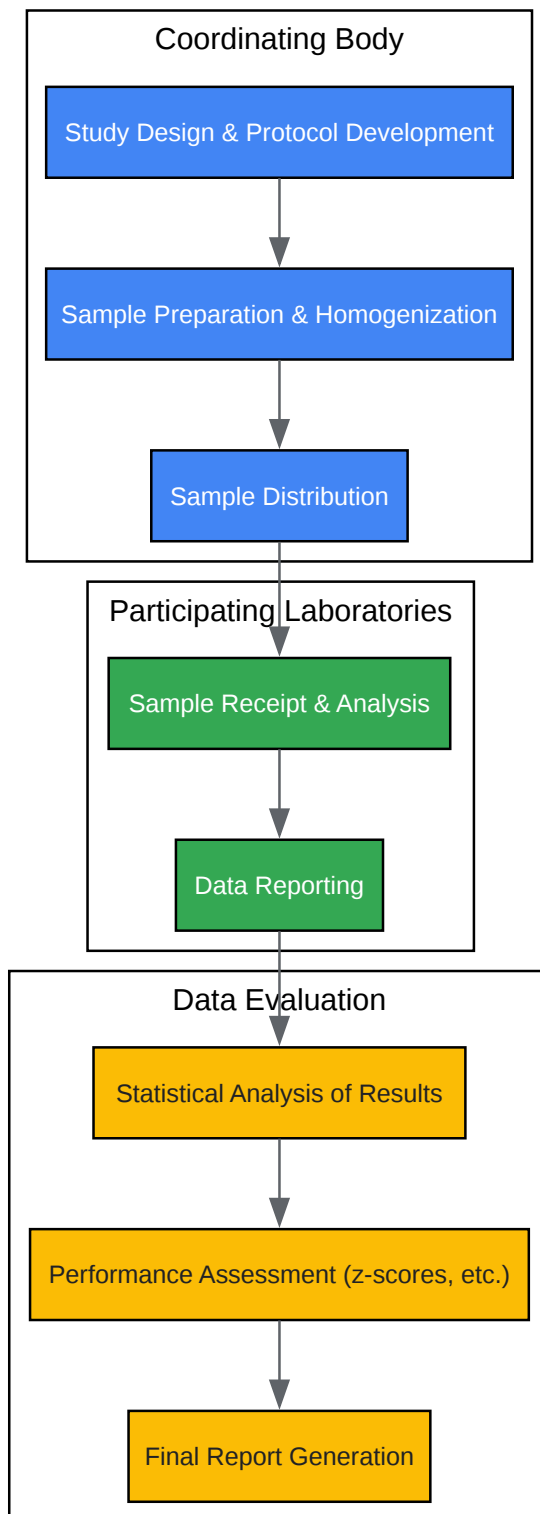 Coordinating Body
Study Design & Protocol Development
Sample Preparation & Homogenization
Sample Distribution
Participating Laboratories
Sample Receipt & Analysis
Data Reporting
Data Evaluation
Statistical Analysis of Results
Performance Assessment (z-scores, etc.)
Final Report Generation